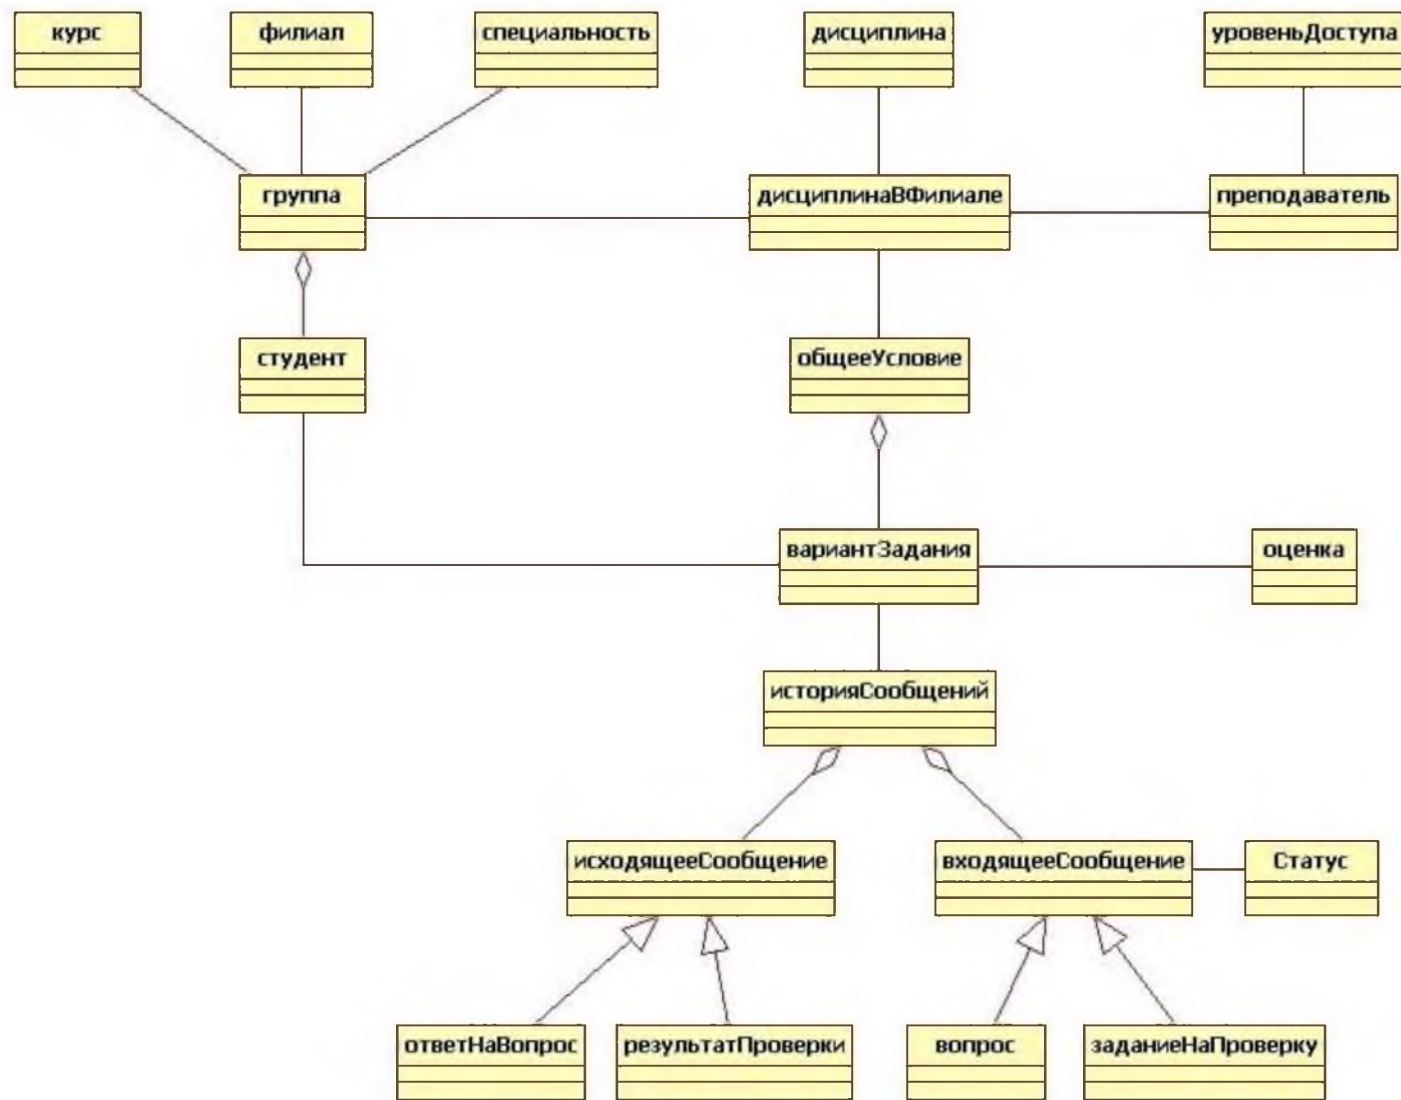 курс
филиал
специальность
дисциплина
уровеньДоступа
группа
дисциплинаВФилиале
преподаватель
студент
общееУсловие
вариантЗадания
оценка
историяСообщений
исходящееСообщение
входящееСообщение
Статус
ответНаВопрос
результатПроверки
вопрос
заданиеНаПроверку